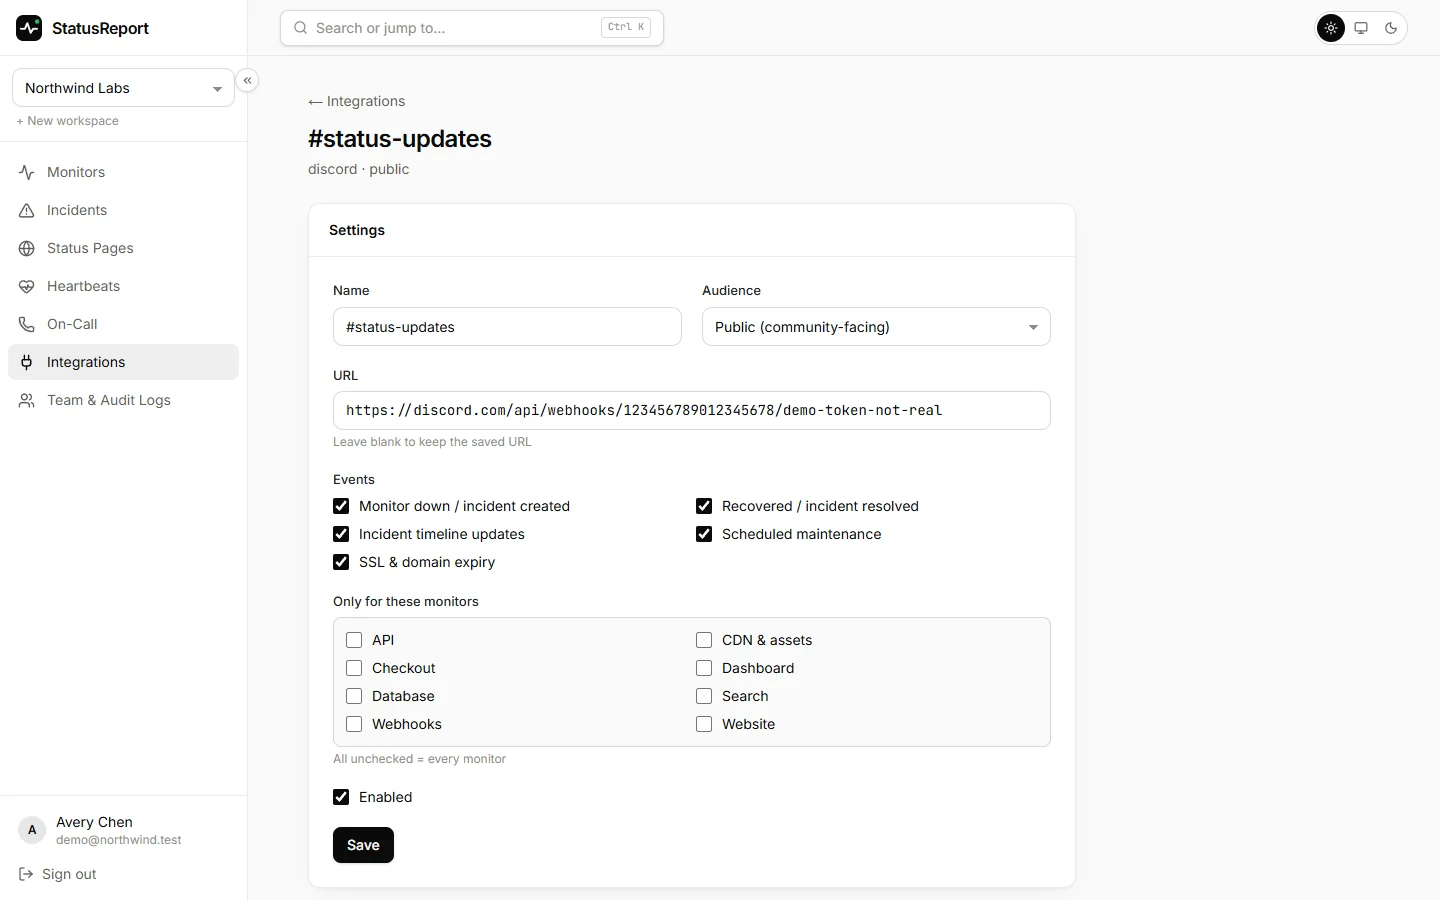 StatusReport
Search or jump to...
Ctrl K
Northwind Labs
+ New workspace
Monitors
Incidents
Status Pages
Heartbeats
On-Call
Integrations
Team & Audit Logs
Avery Chen
A
demo@northwind.test
Sign out
← Integrations
#status-updates
discord · public
Settings
Name
Audience
#status-updates
Public (community-facing)
URL
https://discord.com/api/webhooks/123456789012345678/demo-token-not-real
Leave blank to keep the saved URL
Events
Monitor down / incident created
Recovered / incident resolved
Incident timeline updates
Scheduled maintenance
SSL & domain expiry
Only for these monitors
API
CDN & assets
Checkout
Dashboard
Database
Search
Webhooks
Website
All unchecked = every monitor
Enabled
Save